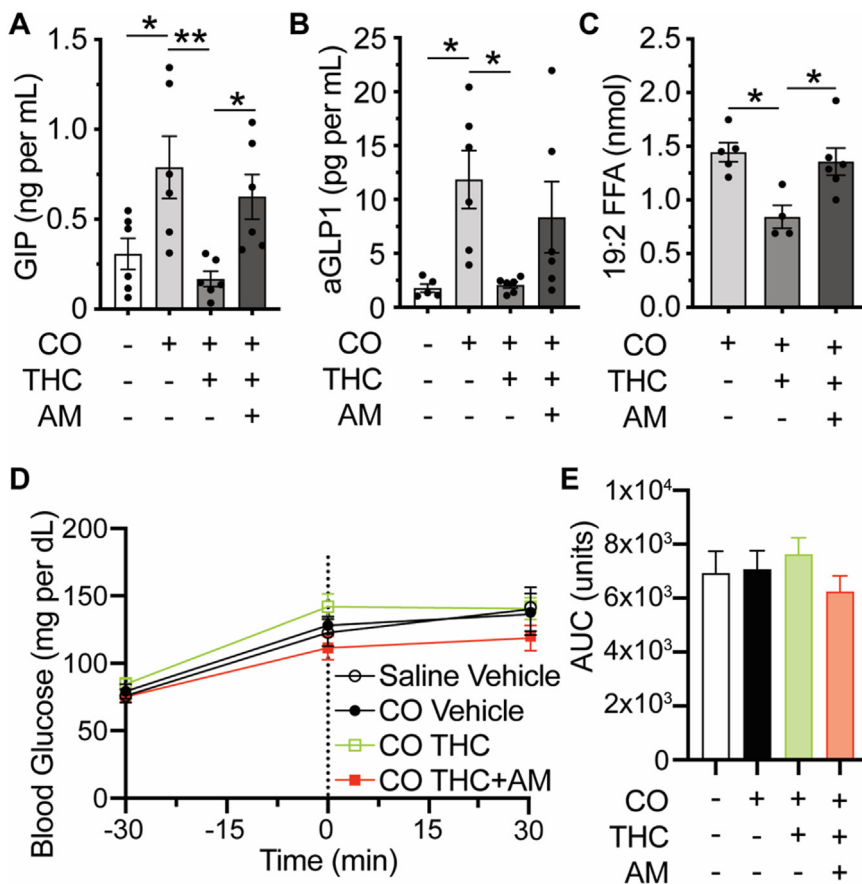 A
B
C
* ** *
* *
* *
GIP (ng per mL)
1.5
1.0
0.5
0
aGLP1 (pg per mL)
25
20
15
10
5
0
19:2 FFA (nmol)
2.5
2.0
1.5
1.0
0.5
0.0
CO - + + +
THC - - + +
AM - - - +
CO - + + +
THC - - + +
AM - - - +
CO + + +
THC - + +
AM - - +
D
Blood Glucose (mg per dL)
200
150
100
50
0
-30 -15 0 15 30
Time (min)
Saline Vehicle
CO Vehicle
CO THC
CO THC+AM
E
AUC (units)
1x10⁴
8x10³
6x10³
4x10³
2x10³
0
CO - + + +
THC - - + +
AM - - - +